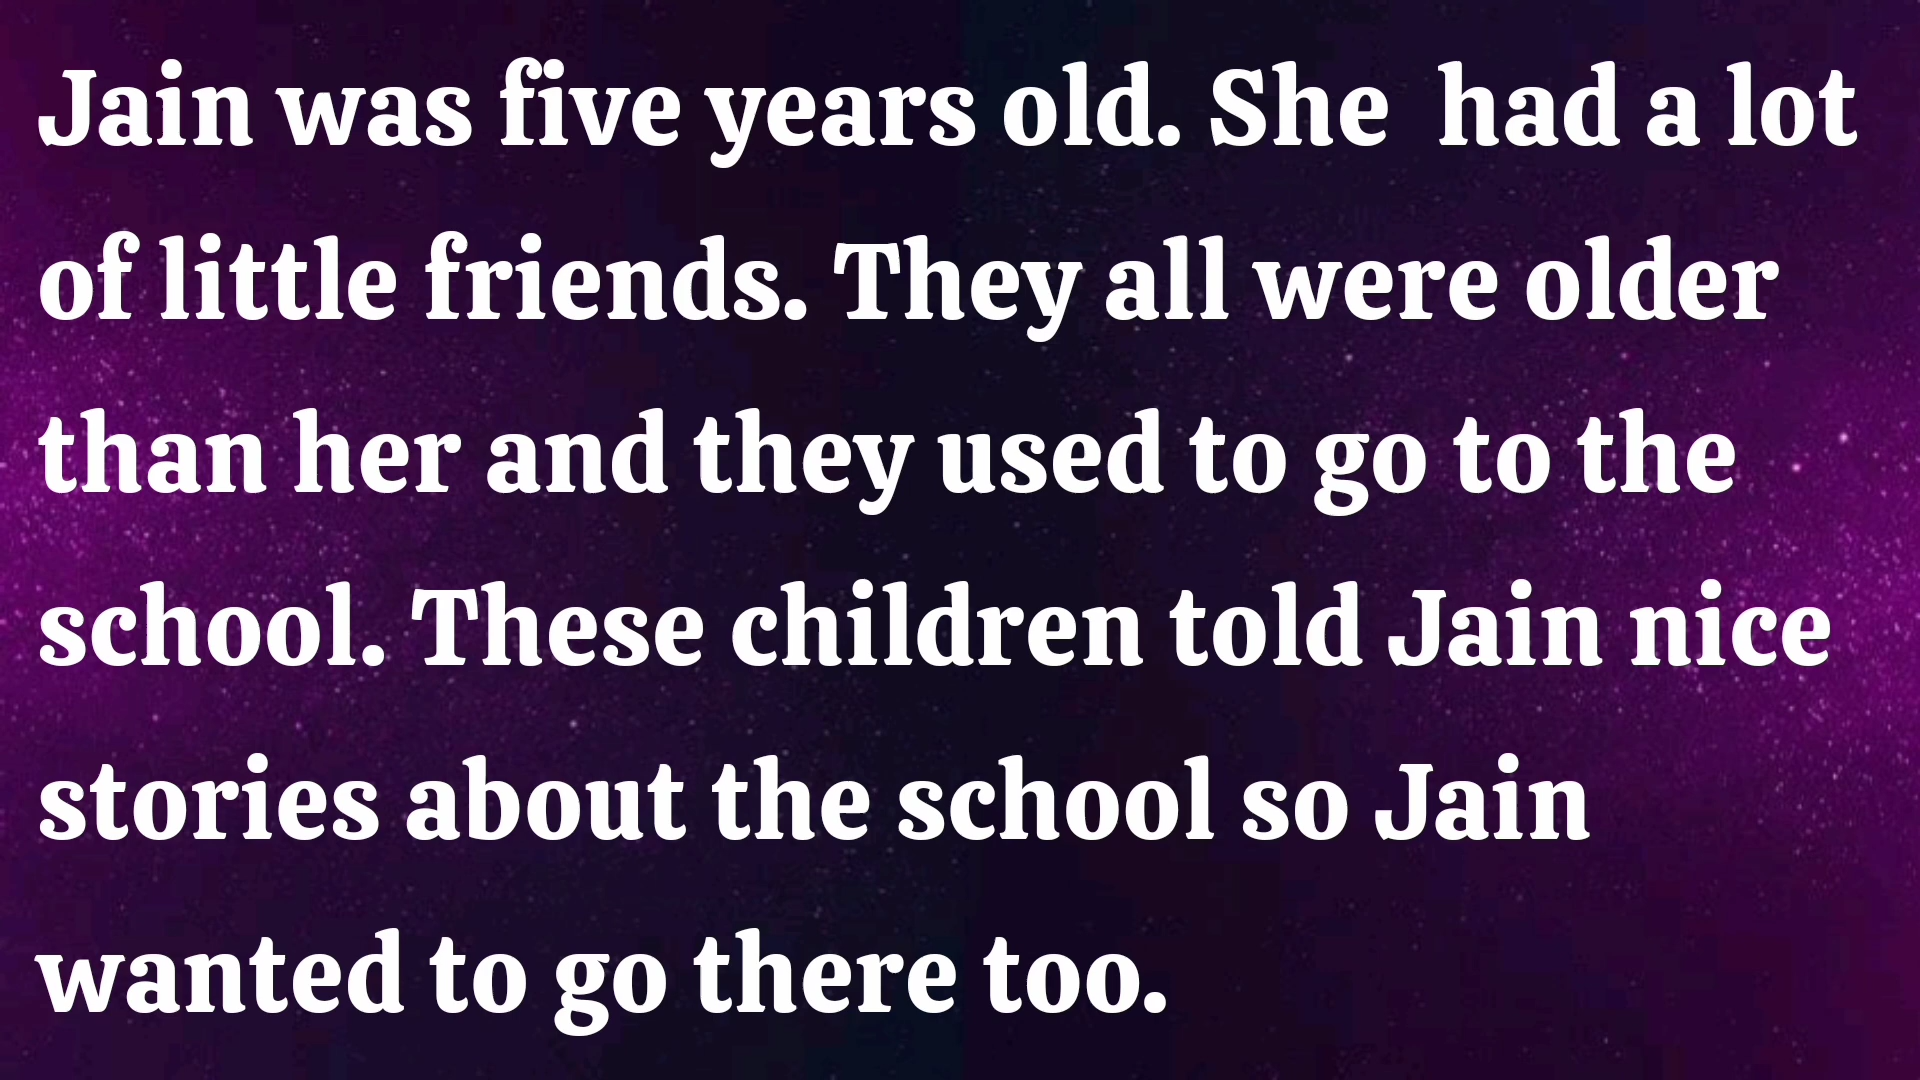 Jain was five years old. She  had a lot
of little friends. They all were older
than her and they used to go to the
school. These children told Jain nice
stories about the school so Jain
wanted to go there too.